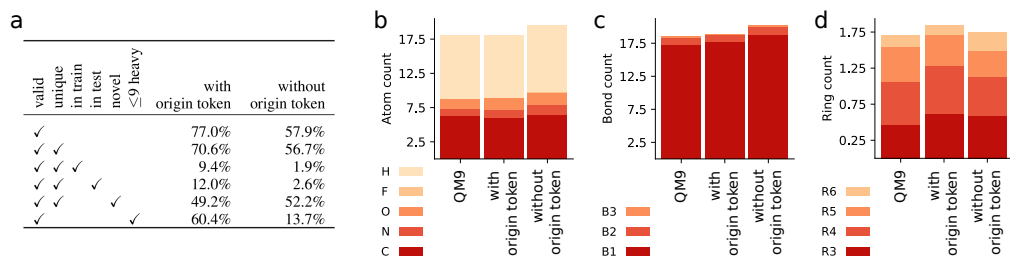 a
valid
unique
in train
in test
novel
≤9 heavy
with
origin token
without
origin token
✓ 77.0% 57.9%
✓ ✓ 70.6% 56.7%
✓ ✓ ✓ 9.4% 1.9%
✓ ✓ ✓ 12.0% 2.6%
✓ ✓ ✓ 49.2% 52.2%
✓ ✓ 60.4% 13.7%
b
Atom count
17.5
12.5
7.5
2.5
QM9
with
origin token
without
origin token
H
F
O
N
C
c
Bond count
17.5
12.5
7.5
2.5
QM9
with
origin token
without
origin token
B3
B2
B1
d
Ring count
1.75
1.25
0.75
0.25
QM9
with
origin token
without
origin token
R6
R5
R4
R3